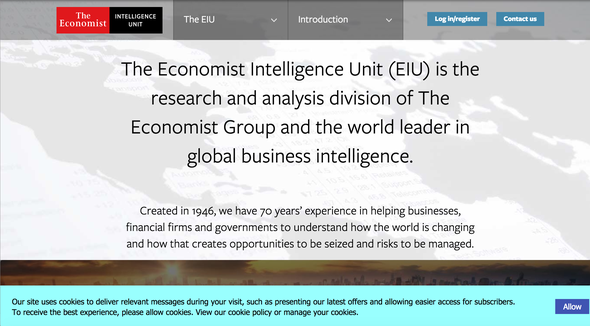 The Economist
INTELLIGENCE UNIT
The EIU
Introduction
Log in/register
Contact us
The Economist Intelligence Unit (EIU) is the
research and analysis division of The
Economist Group and the world leader in
global business intelligence.
Created in 1946, we have 70 years' experience in helping businesses,
financial firms and governments to understand how the world is changing
and how that creates opportunities to be seized and risks to be managed.
Our site uses cookies to deliver relevant messages during your visit, such as presenting our latest offers and allowing easier access for subscribers.
To receive the best experience, please allow cookies. View our cookie policy or manage your cookies.
Allow